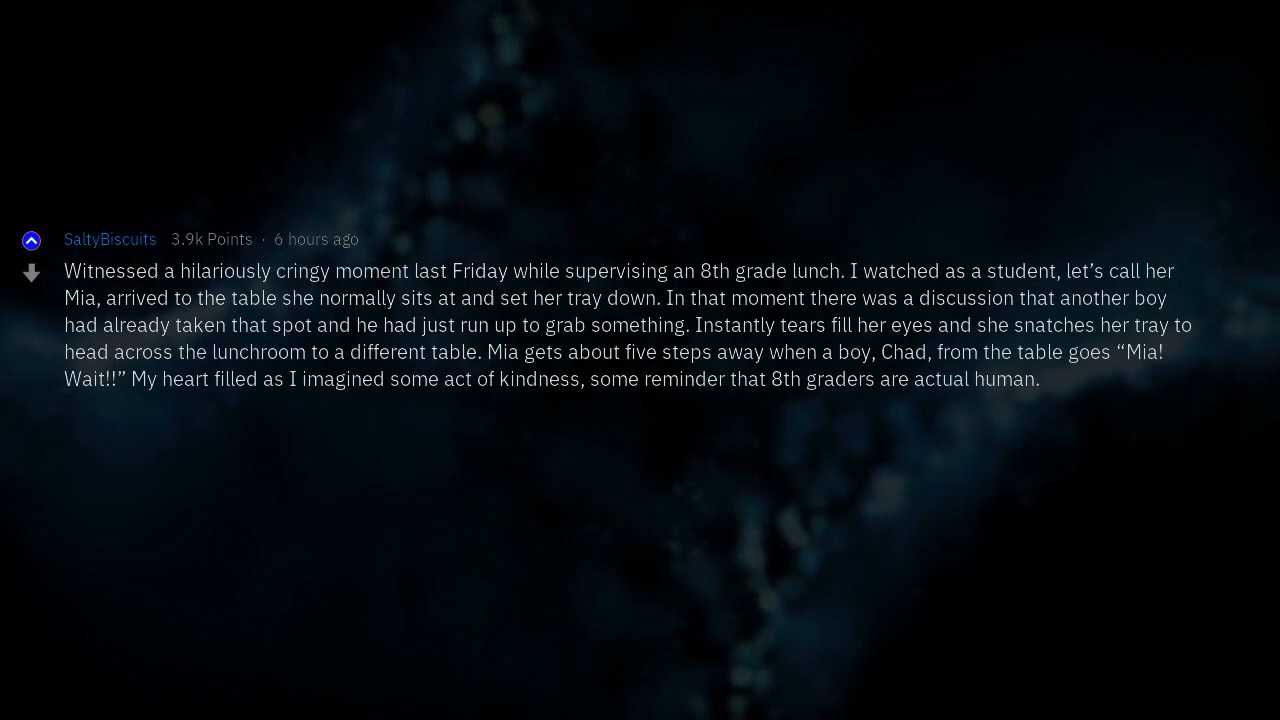 SaltyBiscuits 3.9k Points · 6 hours ago
Witnessed a hilariously cringy moment last Friday while supervising an 8th grade lunch. I watched as a student, let’s call her
Mia, arrived to the table she normally sits at and set her tray down. In that moment there was a discussion that another boy
had already taken that spot and he had just run up to grab something. Instantly tears fill her eyes and she snatches her tray to
head across the lunchroom to a different table. Mia gets about five steps away when a boy, Chad, from the table goes “Mia!
Wait!!” My heart filled as I imagined some act of kindness, some reminder that 8th graders are actual human.